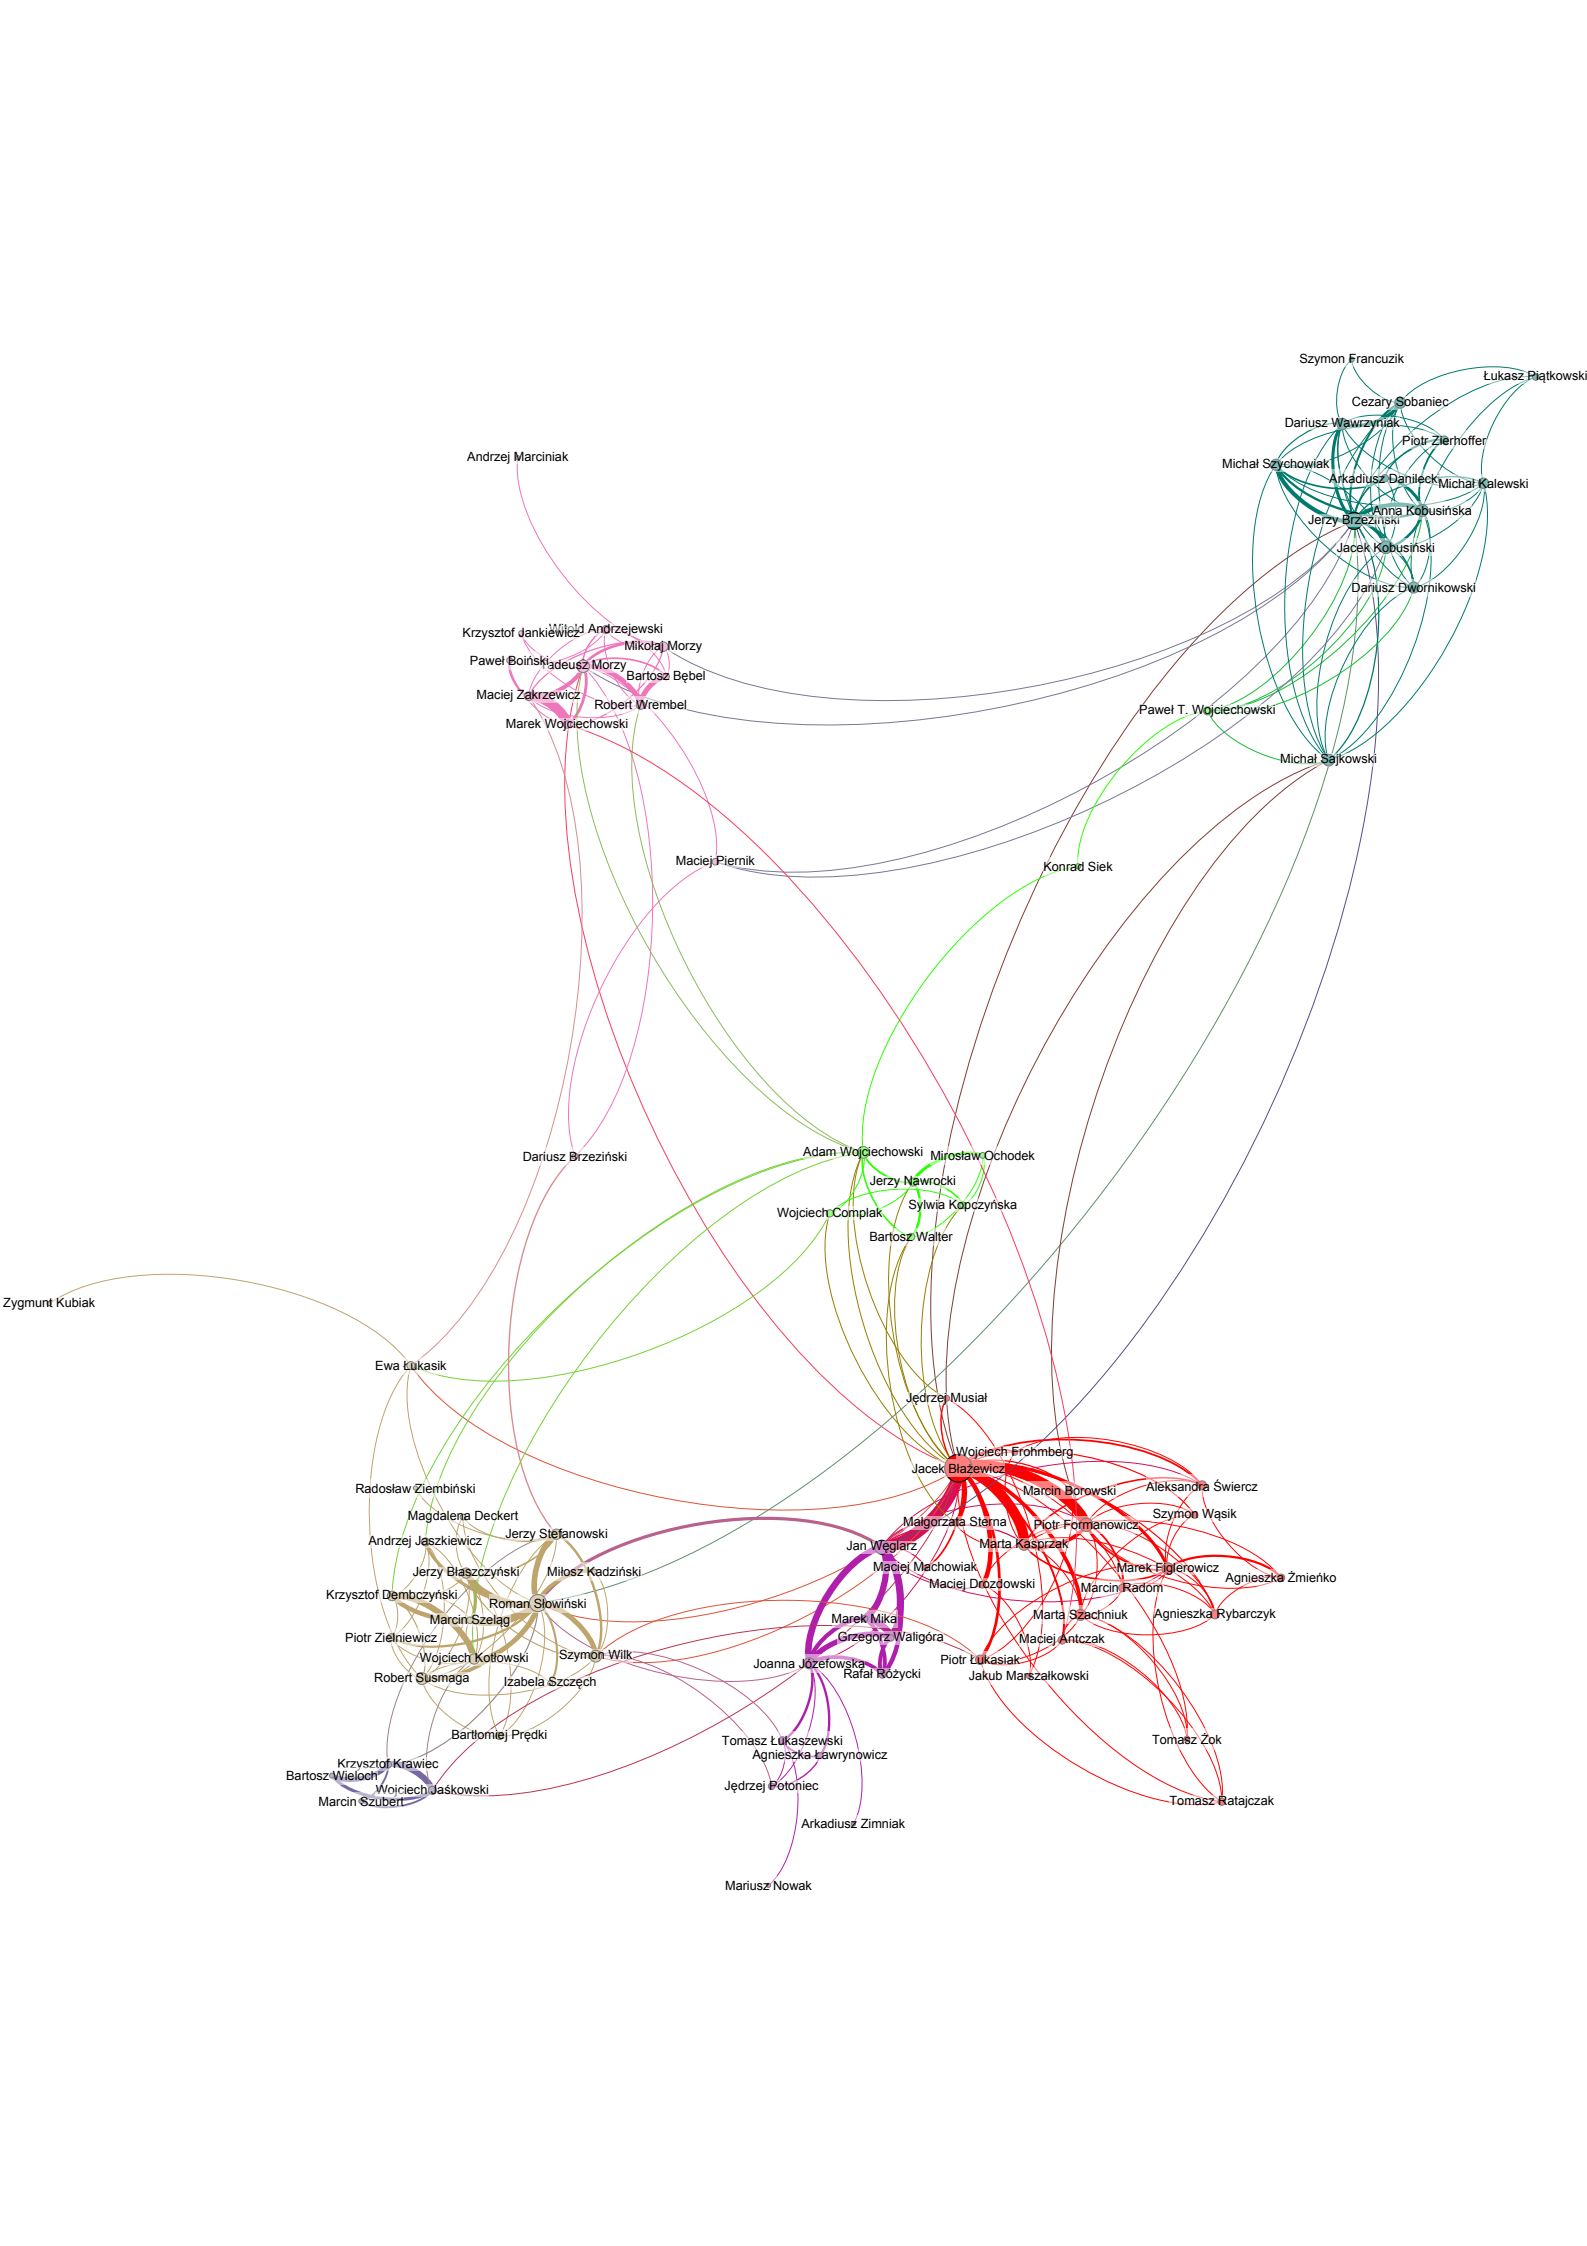 Szymon Francuzik
Łukasz Piątkowski
Cezary Sobaniec
Dariusz Wawrzyniak
Piotr Zierhoffer
Andrzej Marciniak
Michał Szychowiak
Arkadiusz Danilecki
Michał Kalewski
Anna Kobusińska
Jerzy Brzeziński
Jacek Kobusiński
Dariusz Dwornikowski
Witold Andrzejewski
Krzysztof Jankiewicz
Mikołaj Morzy
Paweł Boiński
Tadeusz Morzy
Bartosz Bębel
Maciej Zakrzewicz
Robert Wrembel
Paweł T. Wojciechowski
Marek Wojciechowski
Michał Sajkowski
Maciej Piernik
Konrad Siek
Adam Wojciechowski
Mirosław Ochodek
Dariusz Brzeziński
Jerzy Nawrocki
Sylwia Kopczyńska
Wojciech Complak
Bartosz Walter
Zygmunt Kubiak
Ewa Łukasik
Jędrzej Musiał
Wojciech Frohmberg
Jacek Błażewicz
Radosław Ziembiński
Aleksandra Świercz
Marcin Borowski
Magdalena Deckert
Szymon Wąsik
Małgorzata Sterna
Piotr Formanowicz
Jerzy Stefanowski
Andrzej Jaszkiewicz
Jan Węglarz
Marta Kasprzak
Maciej Machowiak
Marek Figlerowicz
Miłosz Kadziński
Jerzy Błaszczyński
Agnieszka Żmieńko
Maciej Drozdowski
Marcin Radom
Krzysztof Dembczyński
Roman Słowiński
Marta Szachniuk
Agnieszka Rybarczyk
Marcin Szeląg
Marek Mika
Piotr Zielniewicz
Grzegorz Waligóra
Maciej Antczak
Szymon Wilk
Wojciech Kotłowski
Piotr Łukasiak
Joanna Józefowska
Rafał Różycki
Jakub Marszałkowski
Robert Susmaga
Izabela Szczęch
Bartłomiej Prędki
Tomasz Łukaszewski
Tomasz Żok
Agnieszka Ławrynowicz
Krzysztof Krawiec
Bartosz Wieloch
Jędrzej Potoniec
Wojciech Jaśkowski
Marcin Szubert
Tomasz Ratajczak
Arkadiusz Zimniak
Mariusz Nowak